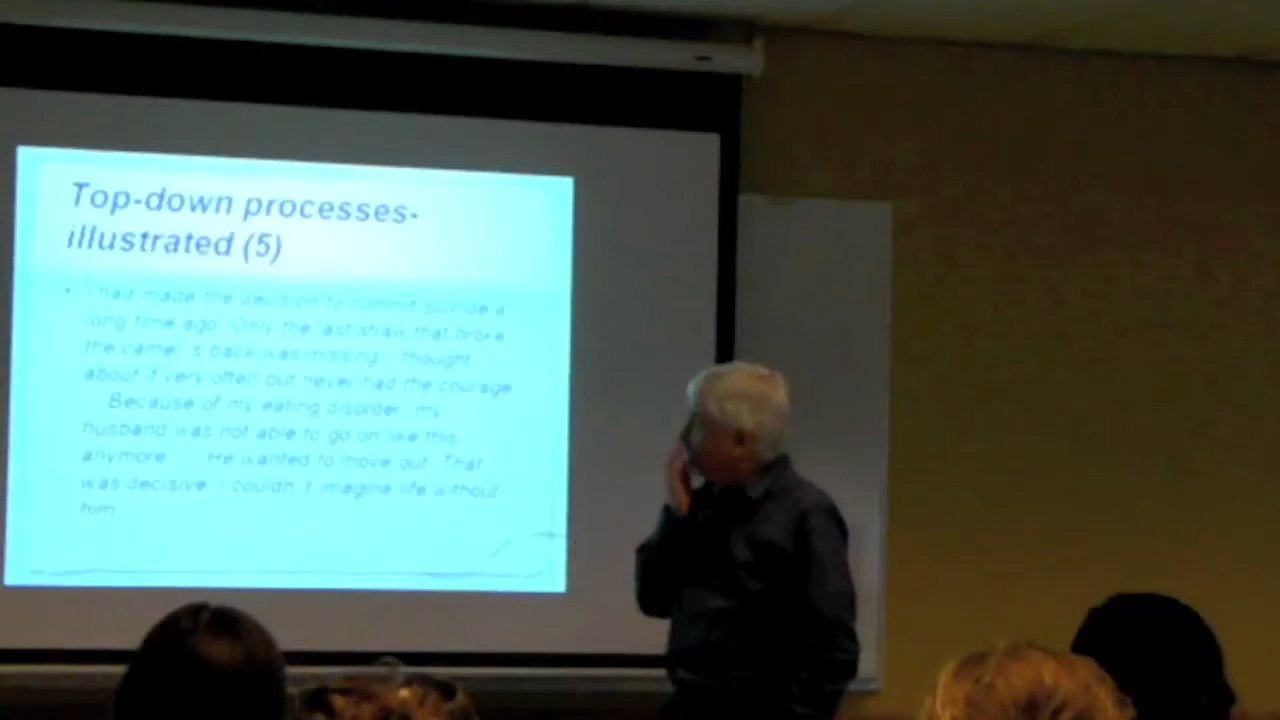 Top-down processes-
illustrated (5)
• I had made the decision to commit suicide a
long time ago. Only the last straw that broke
the camel s back was missing. I thought
about it very often but never had the courage
Because of my eating disorder, my
husband was not able to go on like this
anymore He wanted to move out. That
was decisive. I couldn t imagine life without
him